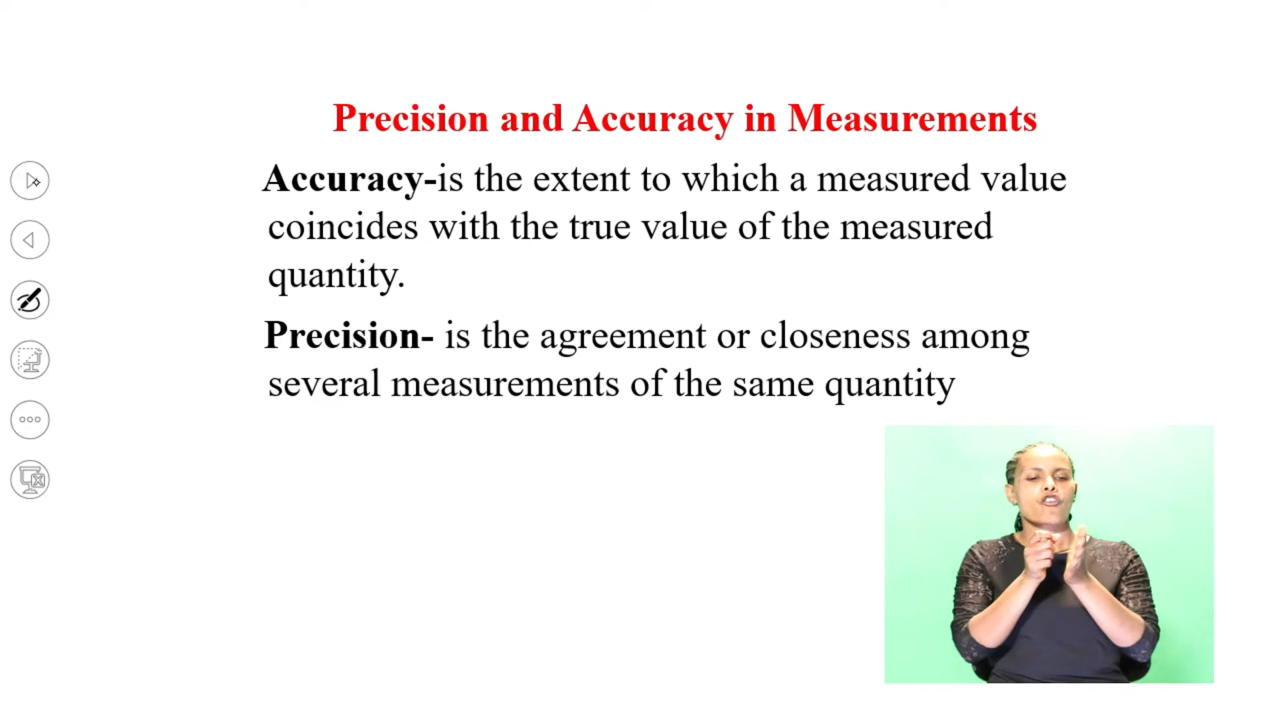 Precision and Accuracy in Measurements
Accuracy-is the extent to which a measured value
coincides with the true value of the measured
quantity.
Precision- is the agreement or closeness among
several measurements of the same quantity